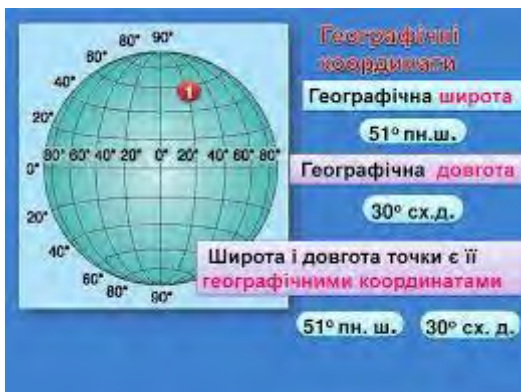 80° 90°
60°
40°
20°
0°
80° 60° 40° 20° 0° 20° 40° 60° 80°
20°
40°
60°
80°
90°
1
Географічні
координати
Географічна широта
51° пн.ш.
Географічна довгота
30° сх.д.
Широта і довгота точки є її
географічними координатами
51° пн. ш. 30° сх. д.